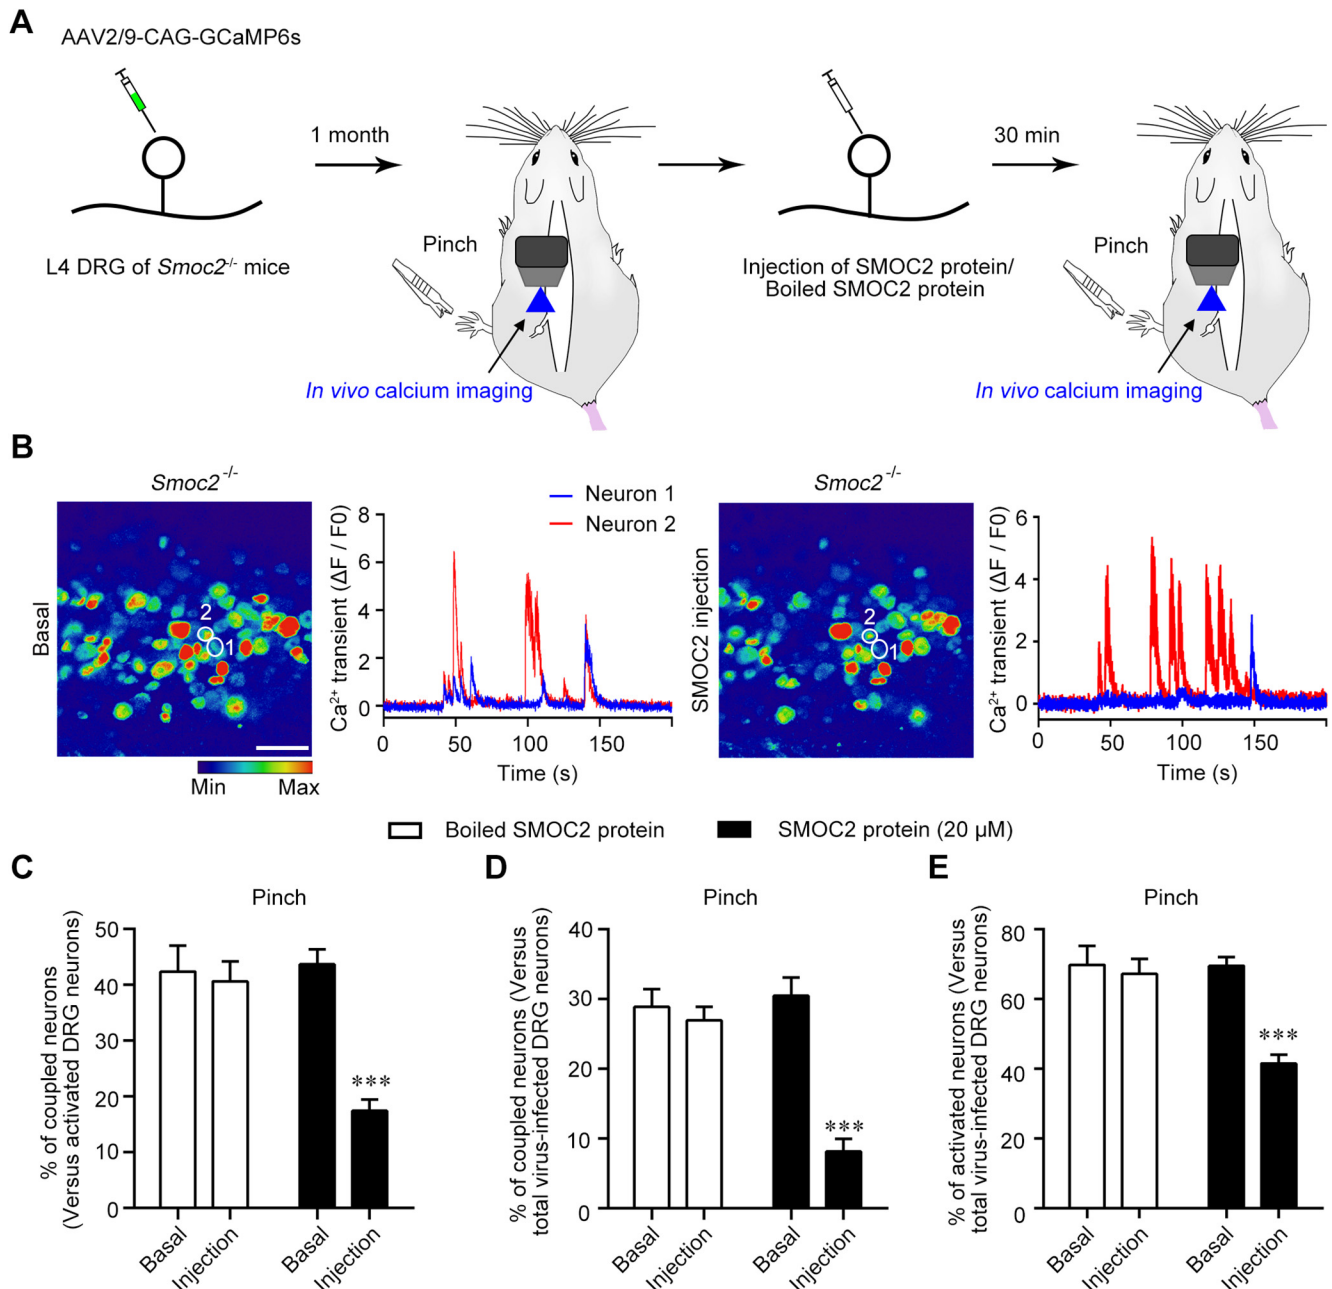 A
AAV2/9-CAG-GCaMP6s
1 month
30 min
Pinch
Pinch
L4 DRG of Smoc2-/- mice
Injection of SMOC2 protein/
Boiled SMOC2 protein
In vivo calcium imaging
In vivo calcium imaging
B
Smoc2 -/-
Basal
2
1
Min
Max
Ca²⁺ transient (ΔF / F0)
8
6
4
2
0
0
50
100
150
Time (s)
Neuron 1
Neuron 2
Smoc2 -/-
SMOC2 injection
2
1
Ca²⁺ transient (ΔF / F0)
6
4
2
0
0
50
100
150
Time (s)
Boiled SMOC2 protein
SMOC2 protein (20 μM)
C
Pinch
% of coupled neurons
(Versus activated DRG neurons)
50
40
30
20
10
0
***
Basal
Injection
Basal
Injection
D
Pinch
% of coupled neurons (Versus
total virus-infected DRG neurons)
40
30
20
10
0
***
Basal
Injection
Basal
Injection
E
Pinch
% of activated neurons (Versus
total virus-infected DRG neurons)
80
60
40
20
0
***
Basal
Injection
Basal
Injection